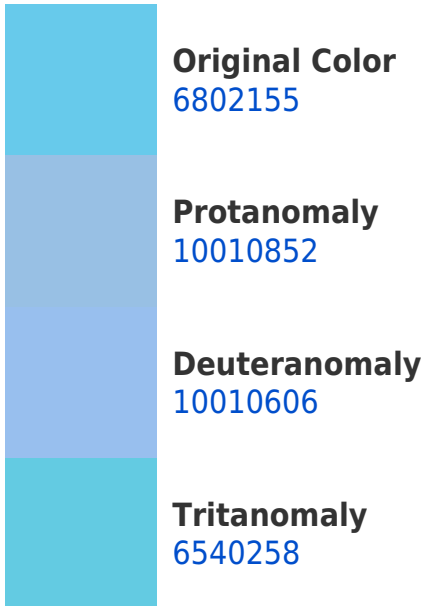 Original Color
6802155
Protanomaly
10010852
Deuteranomaly
10010606
Tritanomaly
6540258